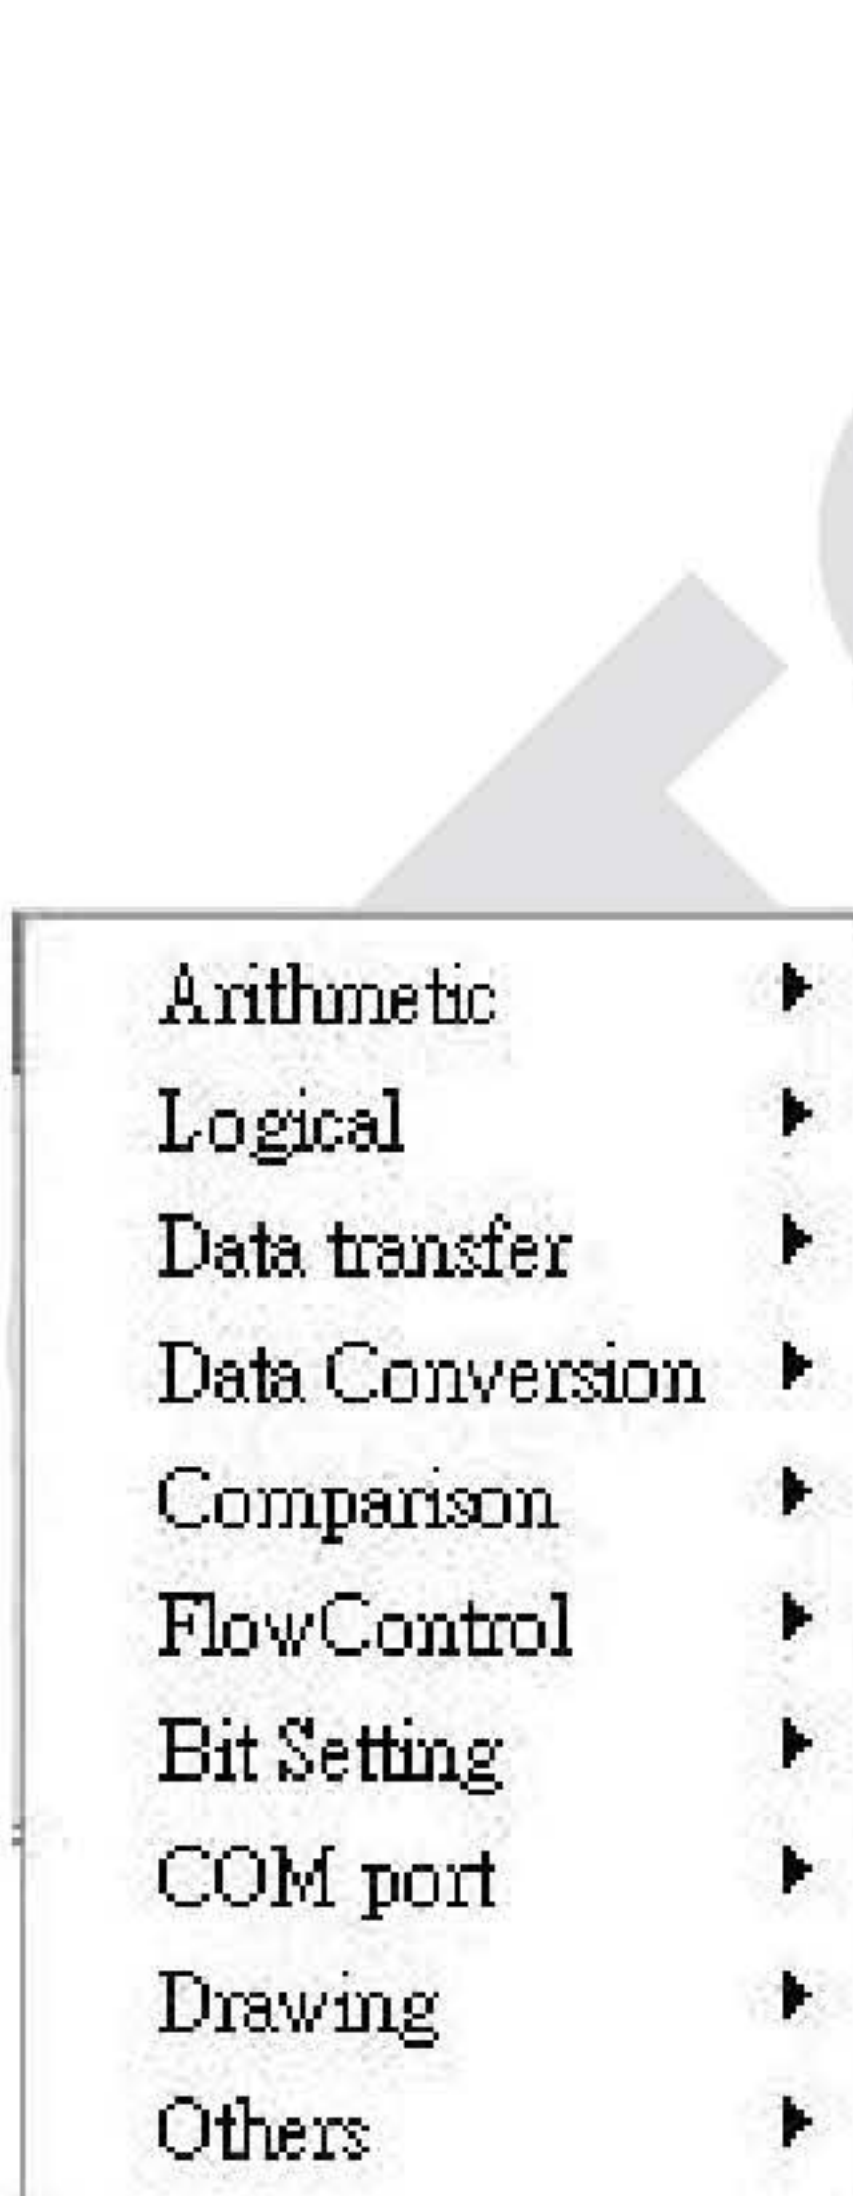 Arithmetic
Logical
Data transfer
Data Conversion
Comparison
FlowControl
Bit Setting
COM port
Drawing
Others